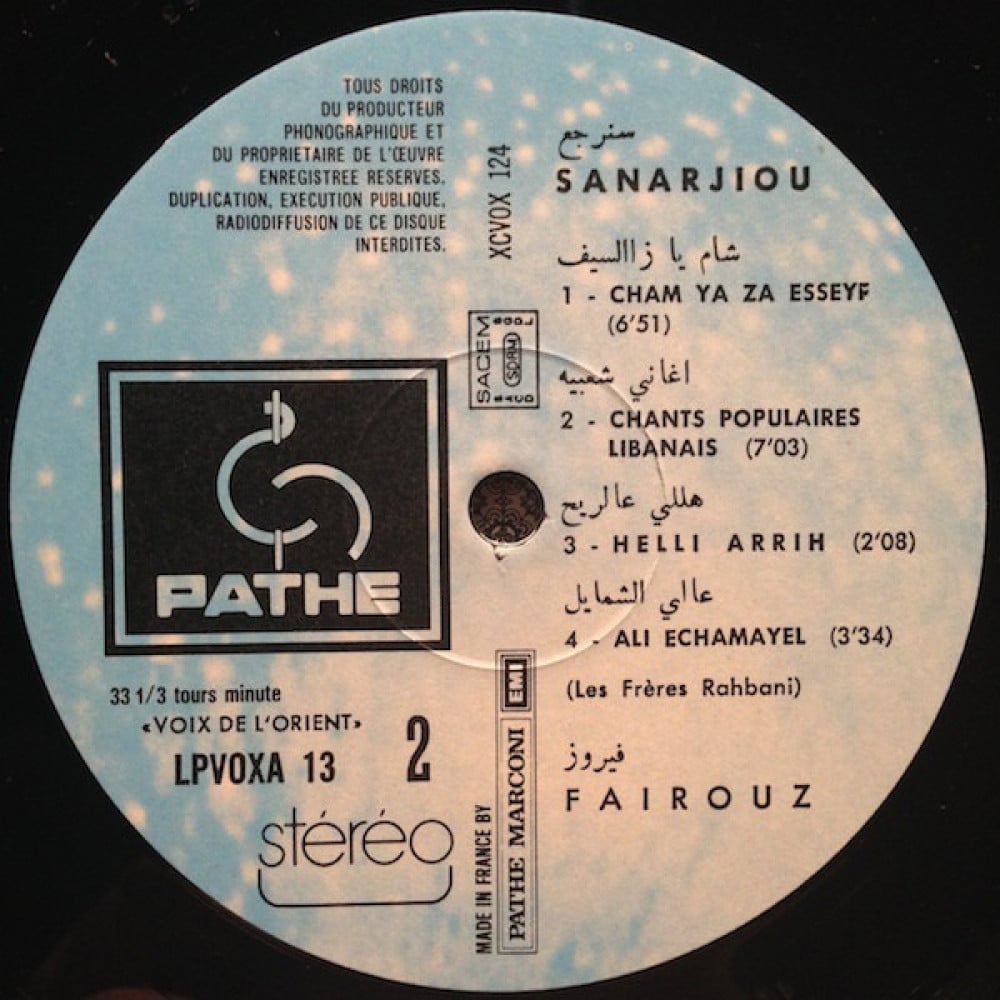 TOUS DROITS
DU PRODUCTEUR
PHONOGRAPHIQUE ET
DU PROPRIETAIRE DE L'ŒUVRE
ENREGISTREE RESERVES.
DUPLICATION, EXECUTION PUBLIQUE,
RADIODIFFUSION DE CE DISQUE
INTERDITES.
XCVOX 124
SACEM
SDRM
PATHE
33 1/3 tours minute
«VOIX DE L'ORIENT»
LPVOXA 13
2
stéréo
MADE IN FRANCE BY
PATHE MARCONI
EMI
سنرجع
SANARJIOU
شام يا زاالسيف
1 - CHAM YA ZA ESSEYF
(6'51)
اغاني شعبيه
2 - CHANTS POPULAIRES
LIBANAIS (7'03)
هللي عالريح
3 - HELLI ARRIH (2'08)
عالي الشمايل
4 - ALI ECHAMAYEL (3'34)
(Les Frères Rahbani)
فيروز
FAIROUZ